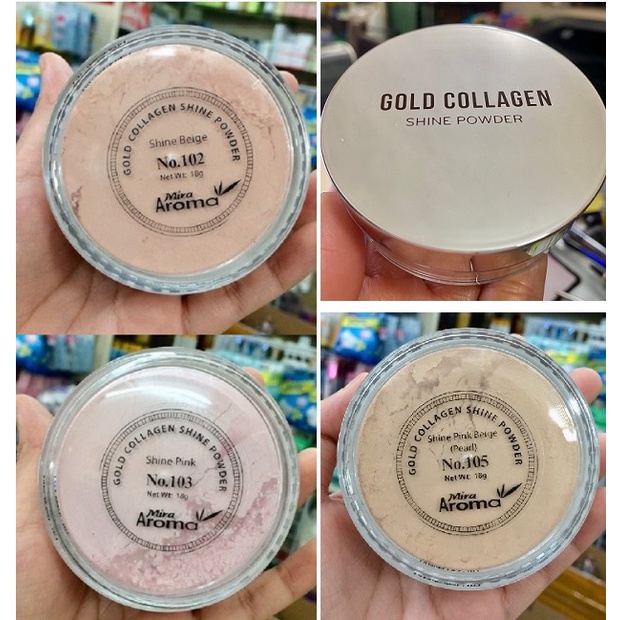 GOLD COLLAGEN SHINE POWDER
Shine Beige
No.102
Net Wt: 18g
Mira
Aroma
GOLD COLLAGEN
SHINE POWDER
GOLD COLLAGEN SHINE POWDER
Shine Pink
No.103
Net Wt: 18g
Mira
Aroma
GOLD COLLAGEN SHINE POWDER
Shine Pink Beige
(Pearl)
No.105
Net Wt: 18g
Mira
Aroma